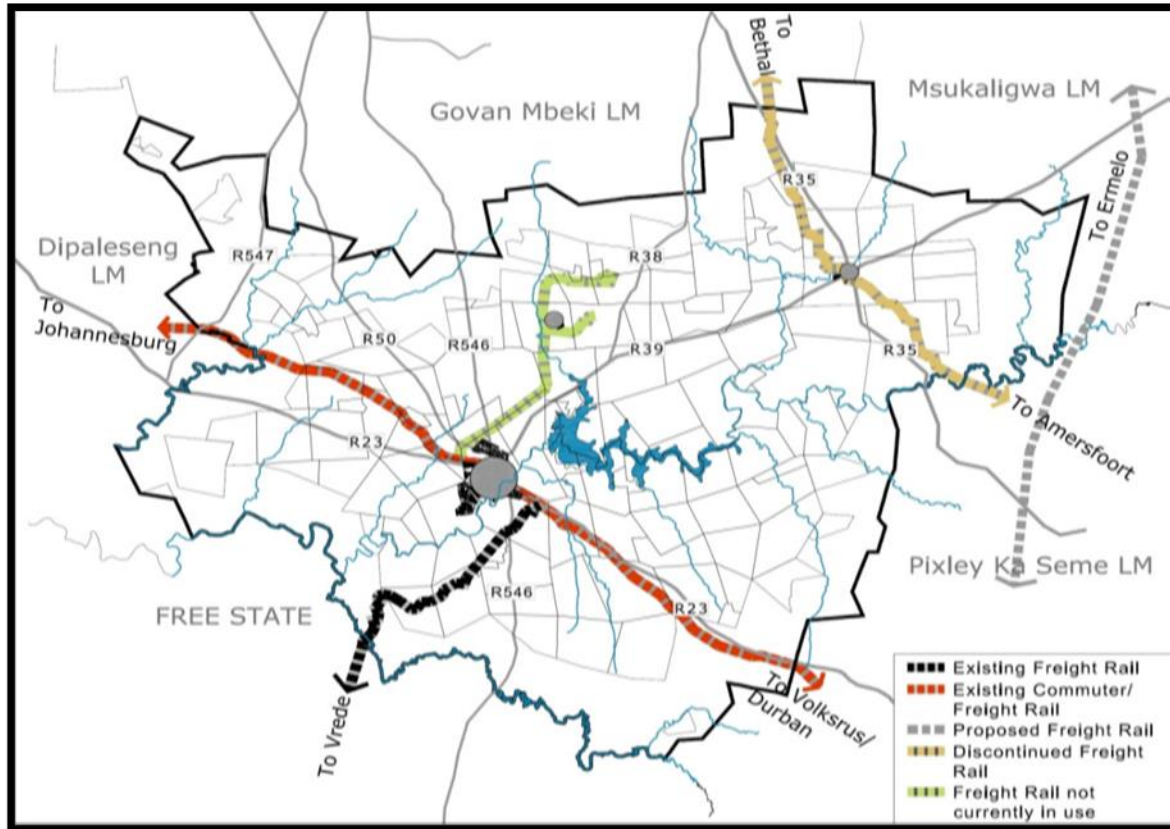 To
Bethal
Msukaligwa LM
Govan Mbeki LM
To Ermelo
R35
Dipaleseng
LM
R547
R38
To
Johannesburg
R50
R546
R39
R35
To Amersfoort
R23
Pixley Ka Seme LM
R546
R23
FREE STATE
To Vrede
To Volksrus/
Durban
Existing Freight Rail
Existing Commuter/
Freight Rail
Proposed Freight Rail
Discontinued Freight
Rail
Freight Rail not
currently in use